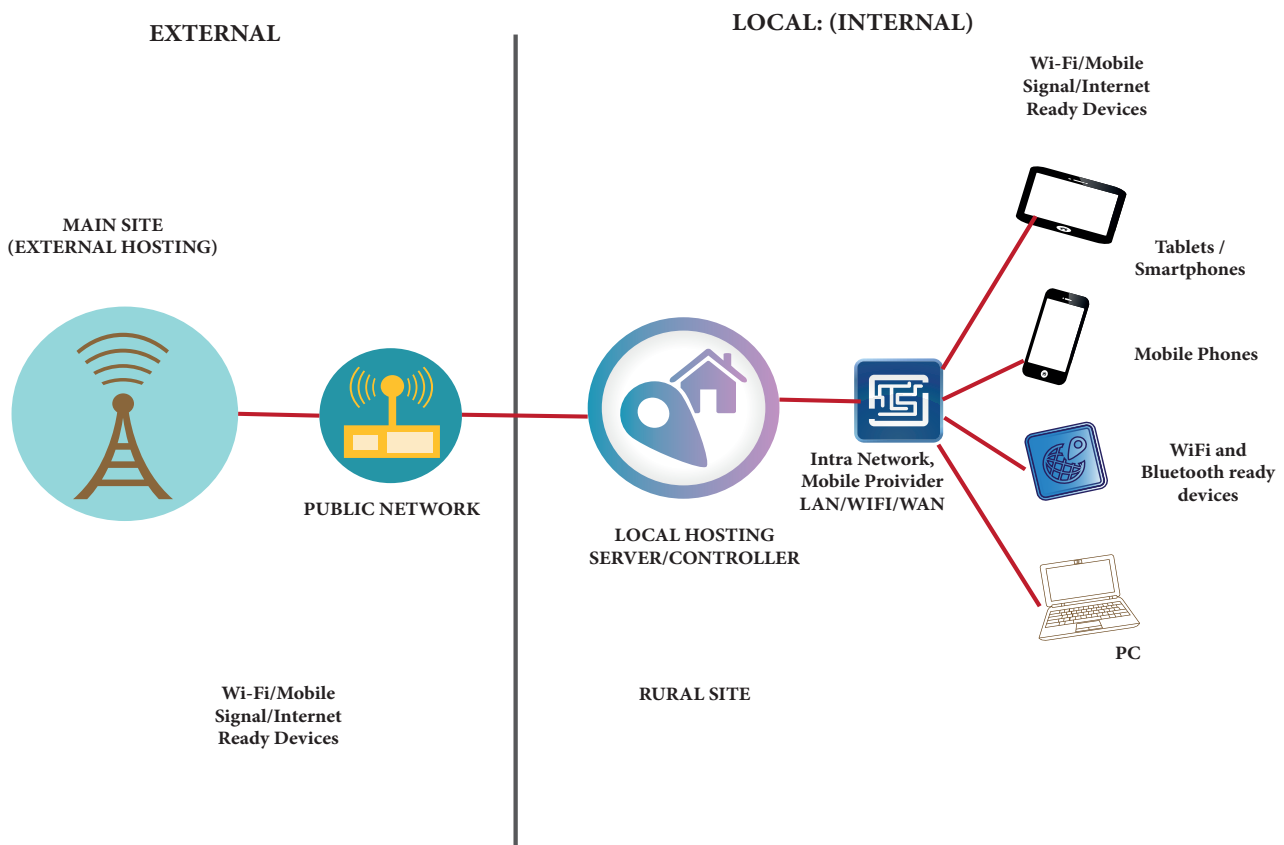 EXTERNAL
LOCAL: (INTERNAL)
Wi-Fi/Mobile
Signal/Internet
Ready Devices
MAIN SITE
(EXTERNAL HOSTING)
Tablets /
Smartphones
Mobile Phones
WiFi and
Bluetooth ready
devices
PUBLIC NETWORK
Intra Network,
Mobile Proivider
LAN/WIFI/WAN
LOCAL HOSTING
SERVER/CONTROLLER
PC
Wi-Fi/Mobile
Signal/Internet
Ready Devices
RURAL SITE